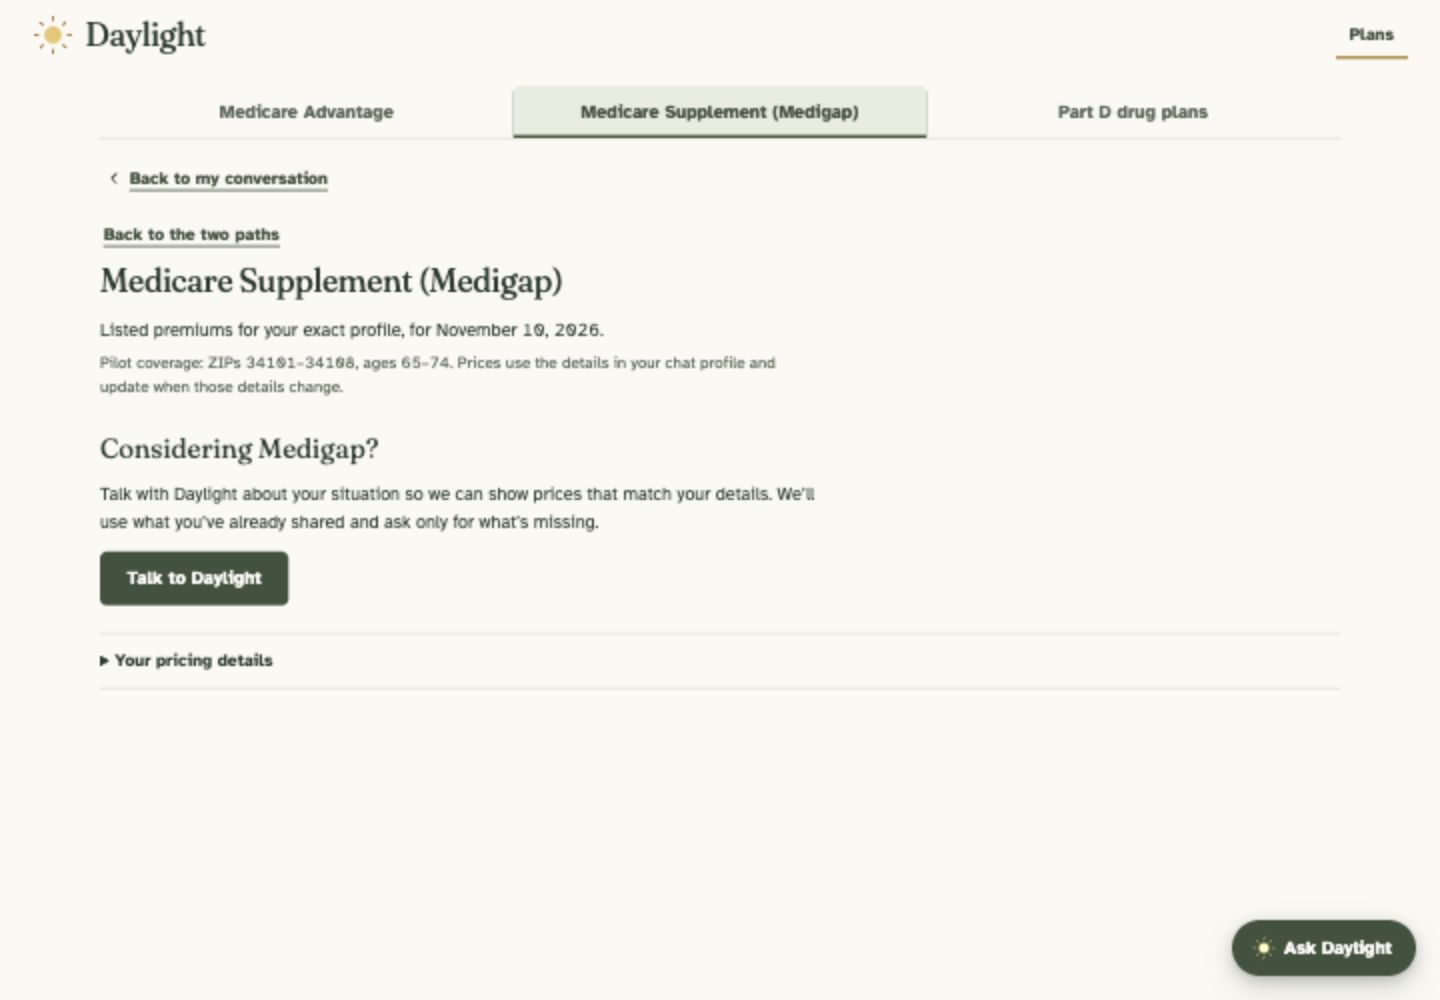 Daylight
Plans
Medicare Advantage
Medicare Supplement (Medigap)
Part D drug plans
Back to my conversation
Back to the two paths
Medicare Supplement (Medigap)
Listed premiums for your exact profile, for November 10, 2026.
Pilot coverage: ZIPs 34101–34108, ages 65–74. Prices use the details in your chat profile and
update when those details change.
Considering Medigap?
Talk with Daylight about your situation so we can show prices that match your details. We'll
use what you've already shared and ask only for what's missing.
Talk to Daylight
Your pricing details
Ask Daylight